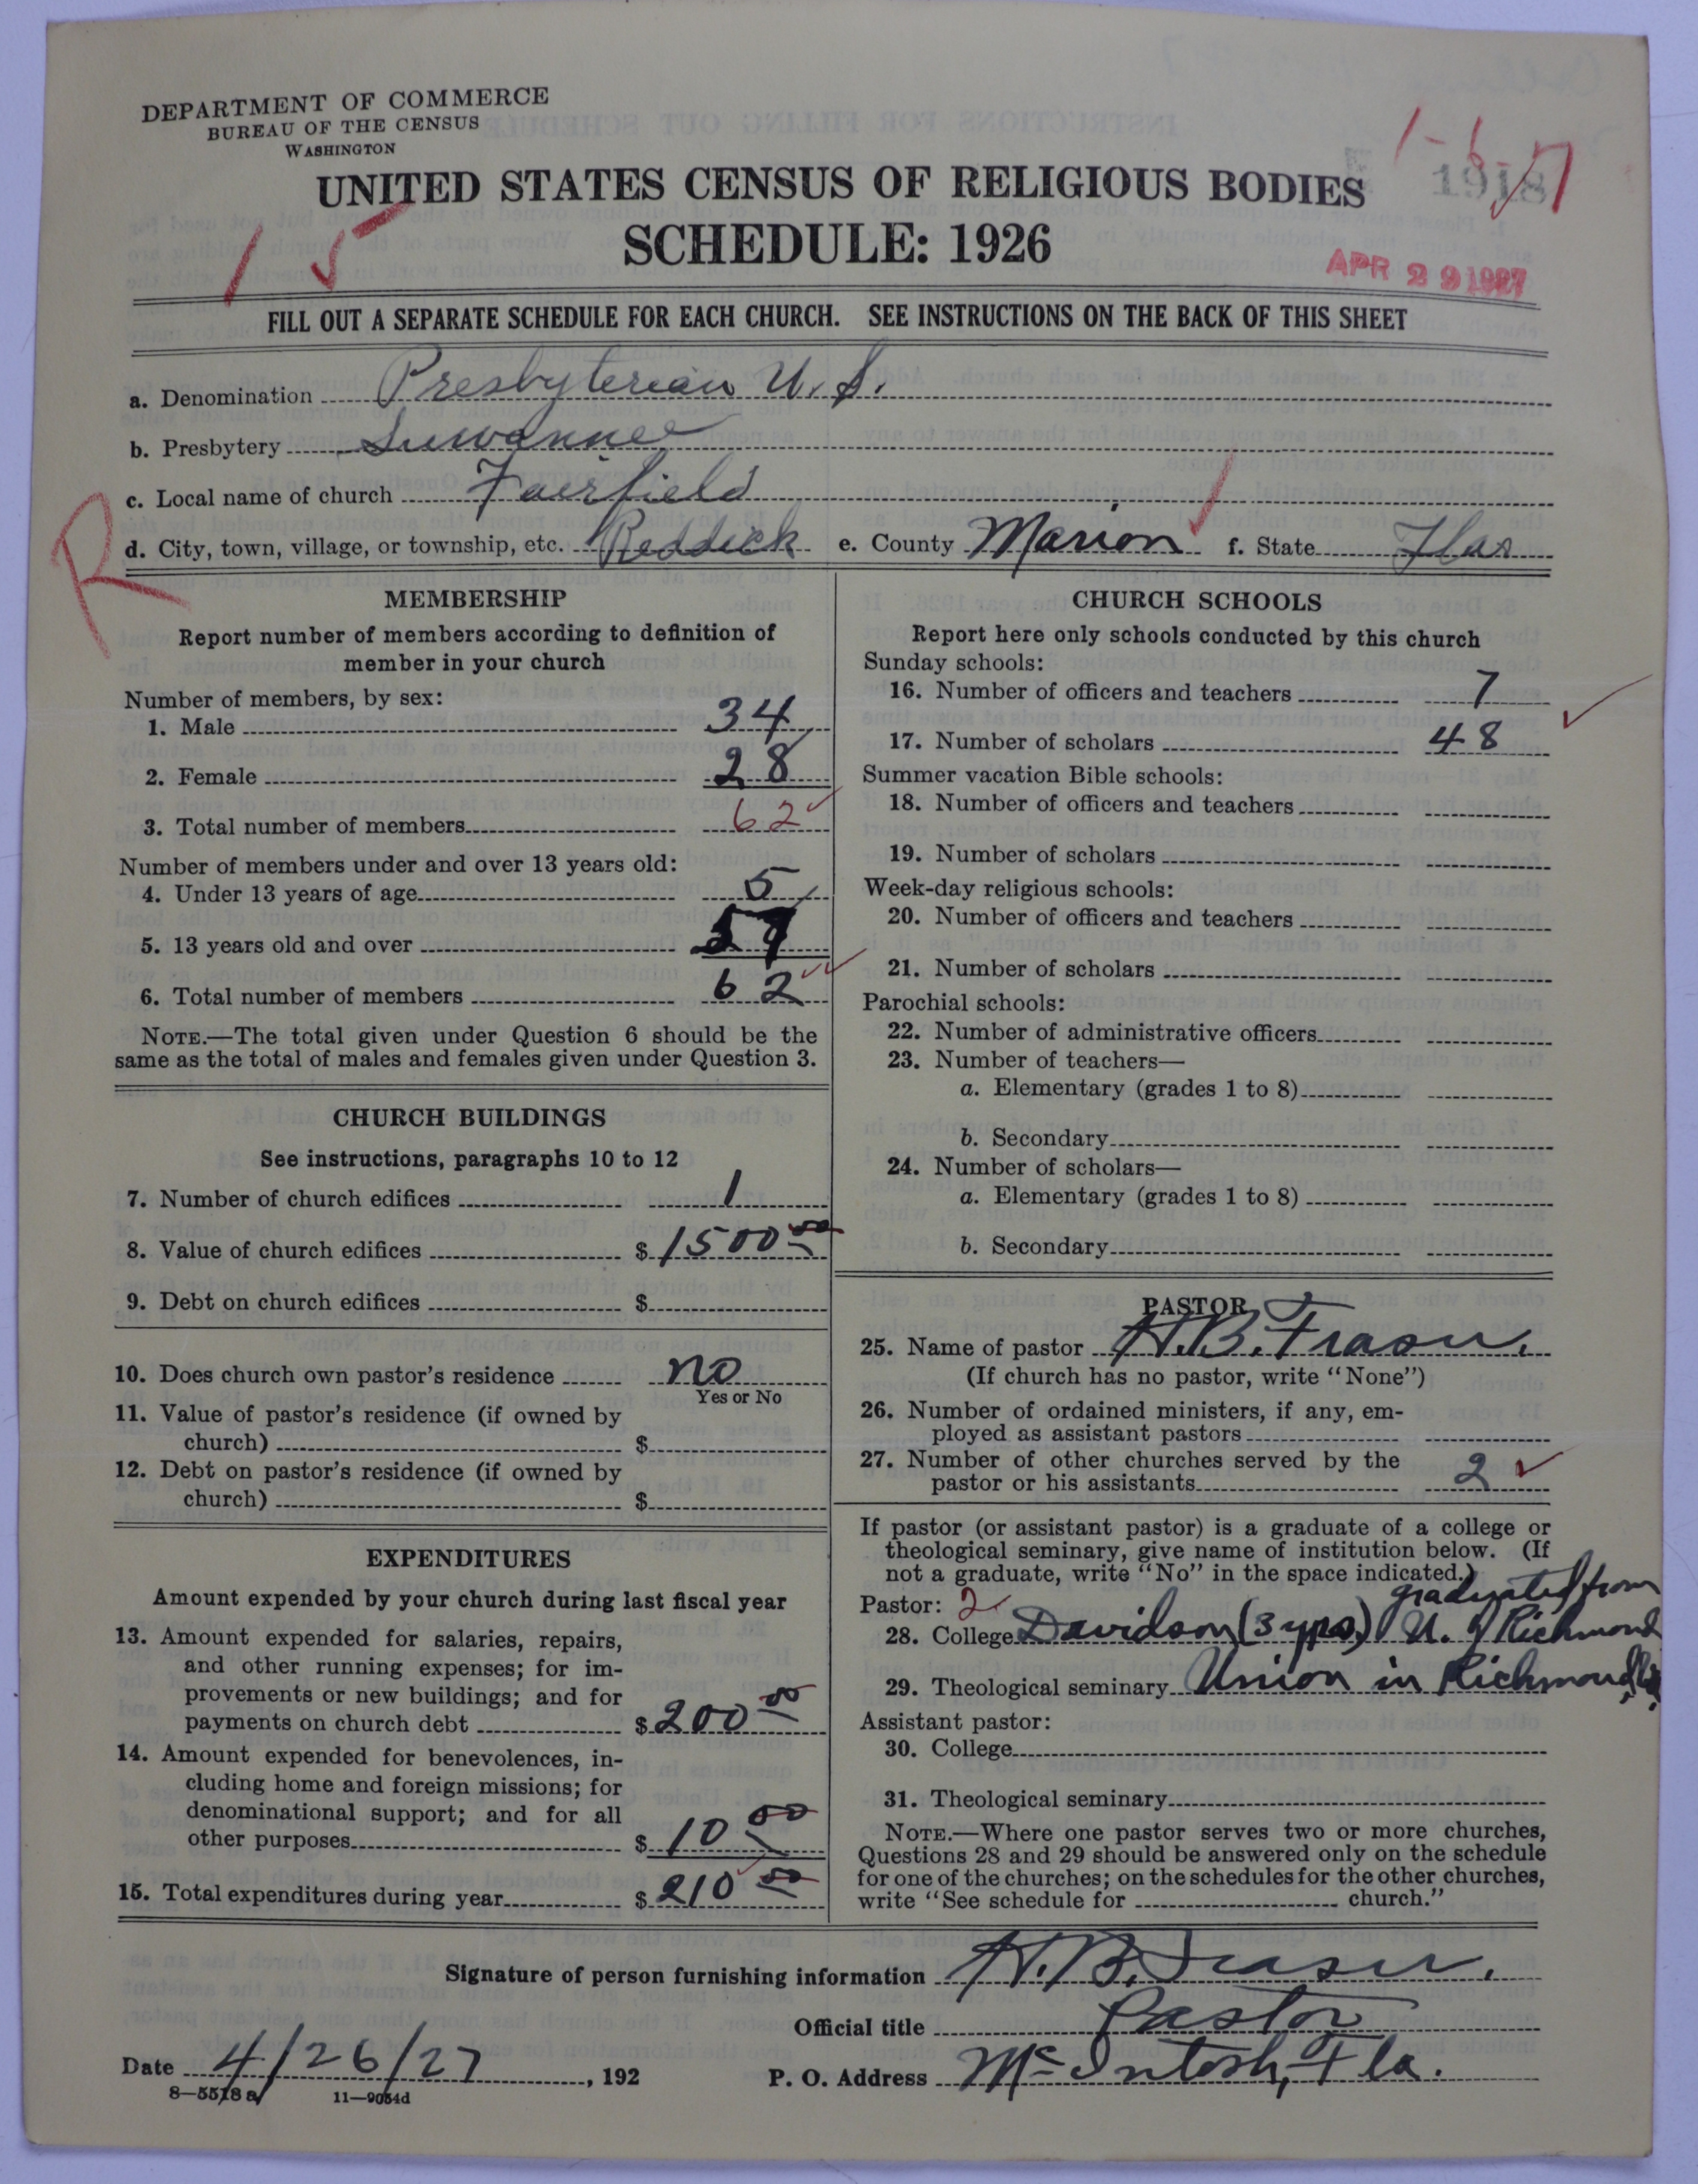 DEPARTMENT OF COMMERCE
BUREAU OF THE CENSUS
WASHINGTON
UNITED STATES CENSUS OF RELIGIOUS BODIES
SCHEDULE: 1926
APR 29 1927
FILL OUT A SEPARATE SCHEDULE FOR EACH CHURCH. SEE INSTRUCTIONS ON THE BACK OF THIS SHEET
a. Denomination Presbyterian U. S.
b. Presbytery Suwannee
c. Local name of church Fairfield
R
d. City, town, village, or township, etc. Reddick e. County Marion f. State Fla
MEMBERSHIP
Report number of members according to definition of
member in your church
Number of members, by sex:
1. Male 34
2. Female 28
3. Total number of members 62
Number of members under and over 13 years old:
4. Under 13 years of age 5
5. 13 years old and over 57
6. Total number of members 62
NOTE.—The total given under Question 6 should be the
same as the total of males and females given under Question 3.
CHURCH BUILDINGS
See instructions, paragraphs 10 to 12
7. Number of church edifices 1
8. Value of church edifices $ 1500 00
9. Debt on church edifices $
10. Does church own pastor's residence no
Yes or No
11. Value of pastor's residence (if owned by
church) $
12. Debt on pastor's residence (if owned by
church) $
EXPENDITURES
Amount expended by your church during last fiscal year
13. Amount expended for salaries, repairs,
and other running expenses; for im-
provements or new buildings; and for
payments on church debt $ 200 00
14. Amount expended for benevolences, in-
cluding home and foreign missions; for
denominational support; and for all
other purposes $ 10 00
15. Total expenditures during year $ 210 00
CHURCH SCHOOLS
Report here only schools conducted by this church
Sunday schools:
16. Number of officers and teachers 7
17. Number of scholars 48
Summer vacation Bible schools:
18. Number of officers and teachers
19. Number of scholars
Week-day religious schools:
20. Number of officers and teachers
21. Number of scholars
Parochial schools:
22. Number of administrative officers
23. Number of teachers—
a. Elementary (grades 1 to 8)
b. Secondary
24. Number of scholars—
a. Elementary (grades 1 to 8)
b. Secondary
PASTOR
25. Name of pastor H. B. Fraser.
(If church has no pastor, write "None")
26. Number of ordained ministers, if any, em-
ployed as assistant pastors
27. Number of other churches served by the
pastor or his assistants 2
If pastor (or assistant pastor) is a graduate of a college or
theological seminary, give name of institution below. (If
not a graduate, write "No" in the space indicated.)
Pastor: 2 graduated from
28. College Davidson (3 yrs.) U. of Richmond
29. Theological seminary Union in Richmond, Va.
Assistant pastor:
30. College
31. Theological seminary
NOTE.—Where one pastor serves two or more churches,
Questions 28 and 29 should be answered only on the schedule
for one of the churches; on the schedules for the other churches,
write "See schedule for church."
Signature of person furnishing information H. B. Fraser.
Official title Pastor
Date 4/26/27, 192 P. O. Address McIntosh, Fla.
8—5518 a 11—9054d